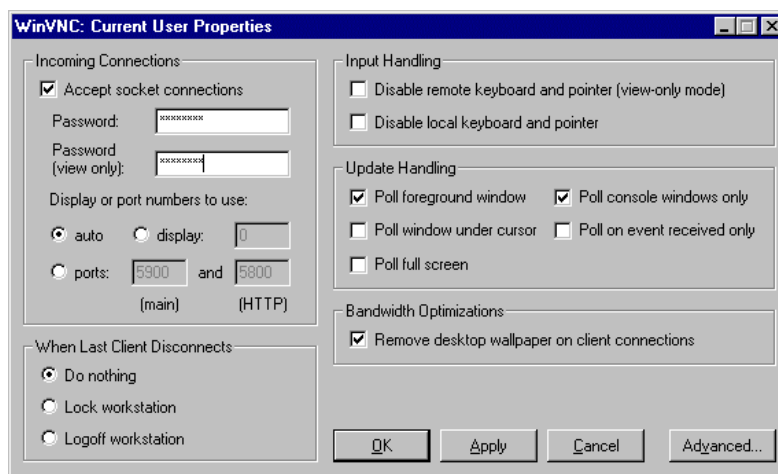 WinVNC: Current User Properties
Incoming Connections
Accept socket connections
Password: ********
Password
(view only): ********
Display or port numbers to use:
auto display: 0
ports: 5900 and 5800
(main) (HTTP)
When Last Client Disconnects
Do nothing
Lock workstation
Logoff workstation
Input Handling
Disable remote keyboard and pointer (view-only mode)
Disable local keyboard and pointer
Update Handling
Poll foreground window Poll console windows only
Poll window under cursor Poll on event received only
Poll full screen
Bandwidth Optimizations
Remove desktop wallpaper on client connections
OK Apply Cancel Advanced...